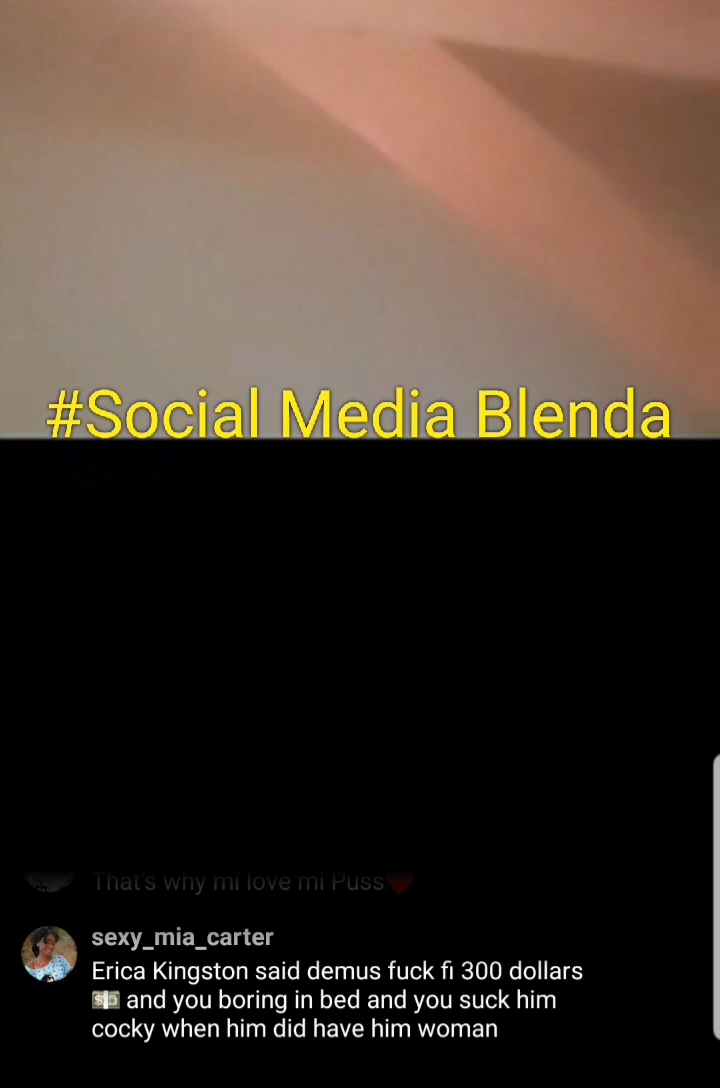 #Social Media Blenda
That's why mi love mi Puss❤️
sexy_mia_carter
Erica Kingston said demus fuck fi 300 dollars
💵 and you boring in bed and you suck him
cocky when him did have him woman